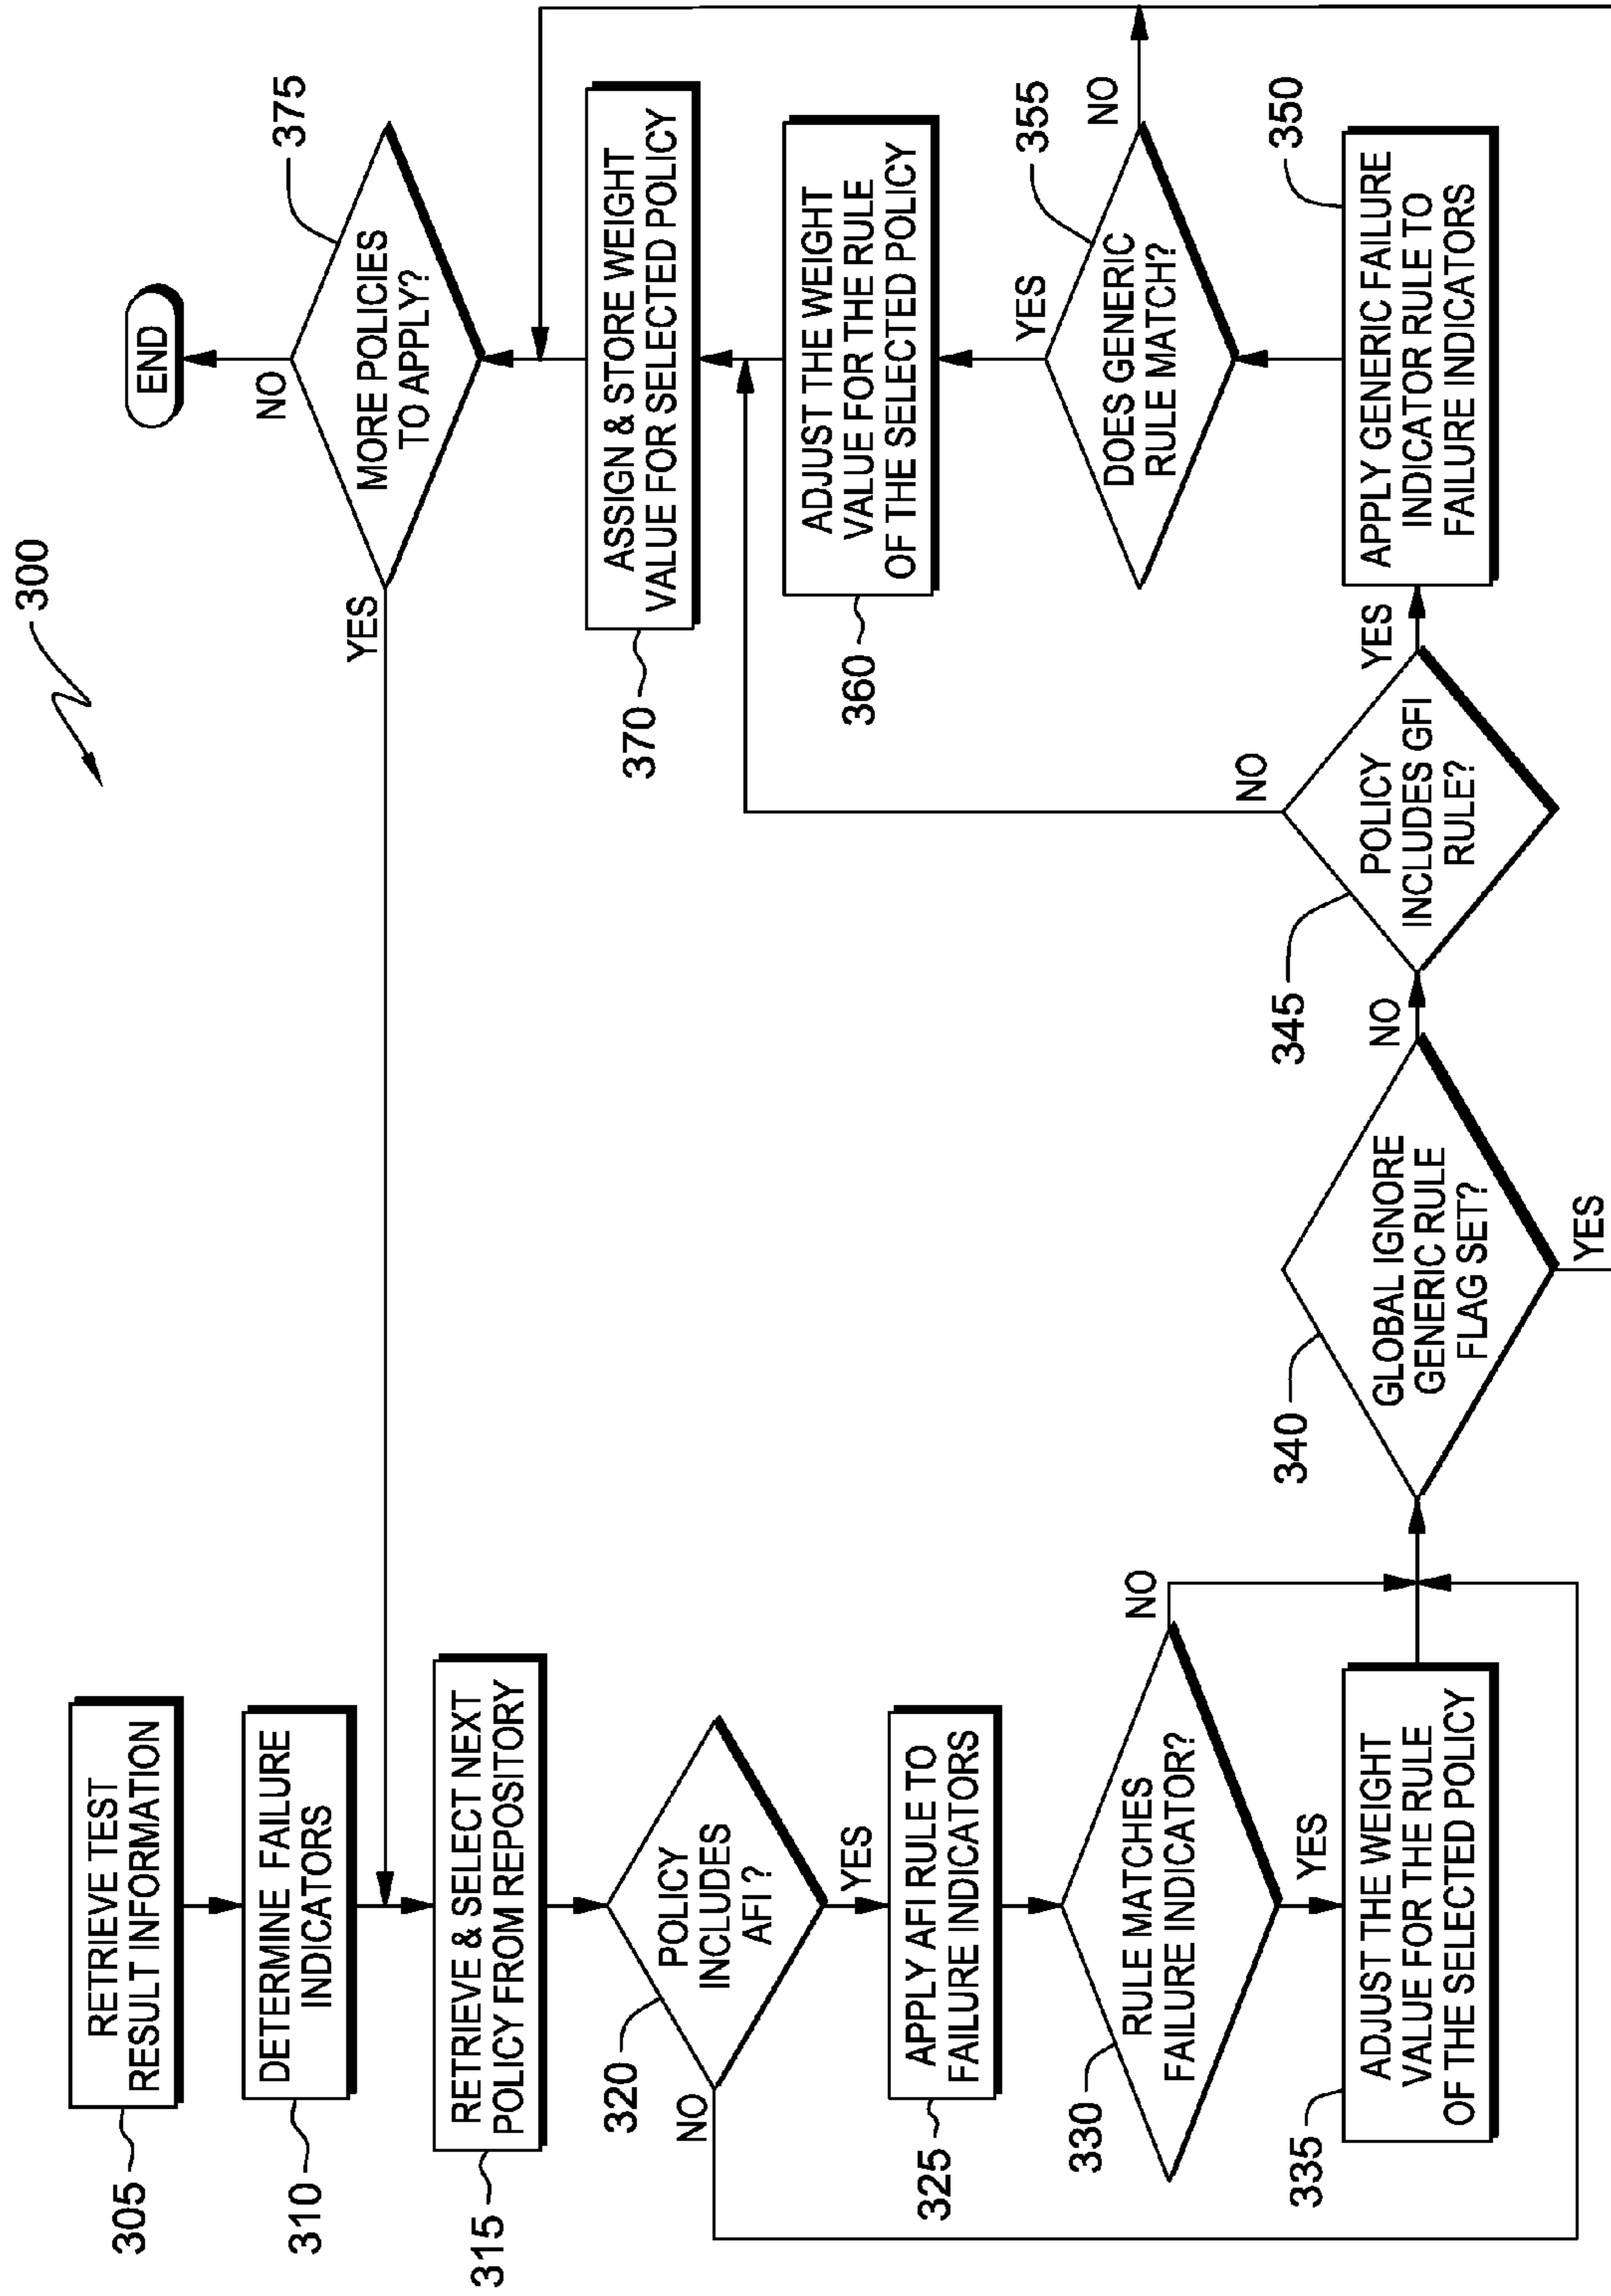 300
RETRIEVE TEST
RESULT INFORMATION
305
DETERMINE FAILURE
INDICATORS
310
RETRIEVE & SELECT NEXT
POLICY FROM REPOSITORY
315
POLICY
INCLUDES
AFI ?
320
NO
YES
APPLY AFI RULE TO
FAILURE INDICATORS
325
RULE MATCHES
FAILURE INDICATOR?
330
NO
YES
ADJUST THE WEIGHT
VALUE FOR THE RULE
OF THE SELECTED POLICY
335
GLOBAL IGNORE
GENERIC RULE
FLAG SET?
340
NO
YES
POLICY
INCLUDES GFI
RULE?
345
NO
YES
APPLY GENERIC FAILURE
INDICATOR RULE TO
FAILURE INDICATORS
350
DOES GENERIC
RULE MATCH?
355
YES
NO
ADJUST THE WEIGHT
VALUE FOR THE RULE
OF THE SELECTED POLICY
360
ASSIGN & STORE WEIGHT
VALUE FOR SELECTED POLICY
370
MORE POLICIES
TO APPLY?
375
YES
NO
END